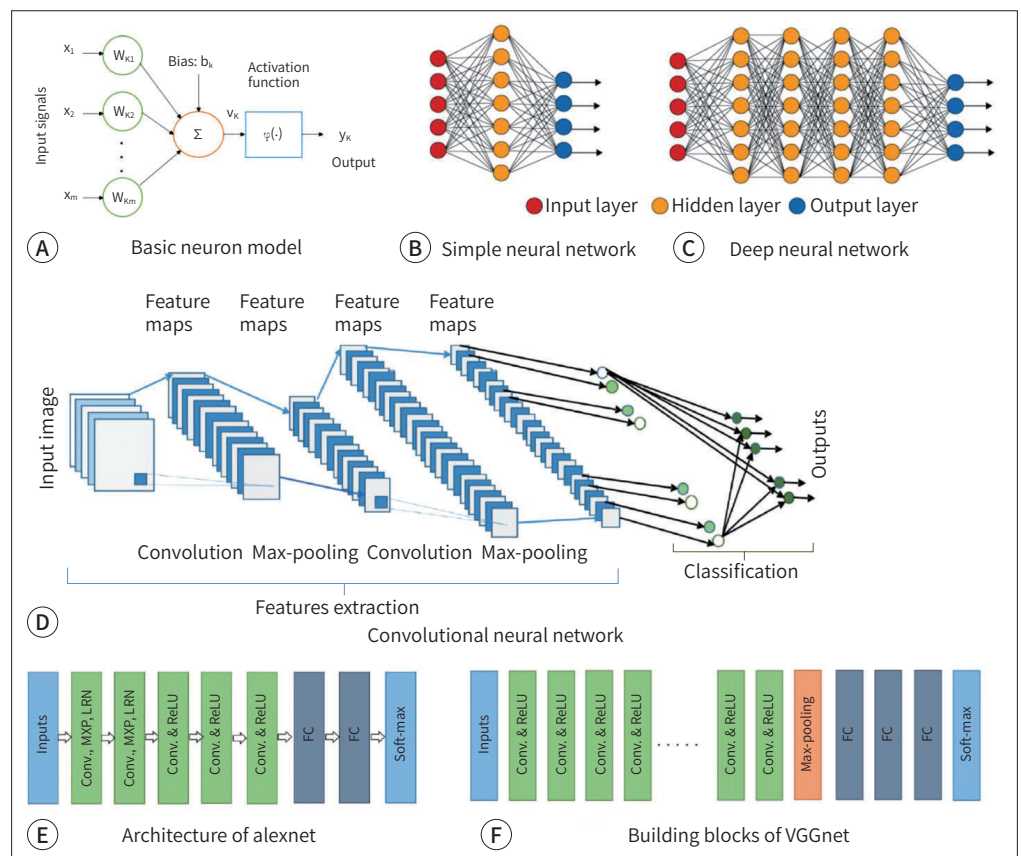 Input signals
x1
WK1
x2
WK2
xm
WKm
Bias: bk
Σ
vK
Activation
function
φ(·)
yK
Output
A
Basic neuron model
Input layer
Hidden layer
Output layer
B
Simple neural network
C
Deep neural network
Feature
maps
Feature
maps
Feature
maps
Feature
maps
Input image
Outputs
Convolution
Max-pooling
Convolution
Max-pooling
Features extraction
Classification
D
Convolutional neural network
Inputs
Conv., MXP, LRN
Conv., MXP, LRN
Conv. & ReLU
Conv. & ReLU
Conv. & ReLU
FC
FC
Soft-max
E
Architecture of alexnet
Inputs
Conv. & ReLU
Conv. & ReLU
Conv. & ReLU
Conv. & ReLU
.....
Conv. & ReLU
Conv. & ReLU
Max-pooling
FC
FC
FC
Soft-max
F
Building blocks of VGGnet